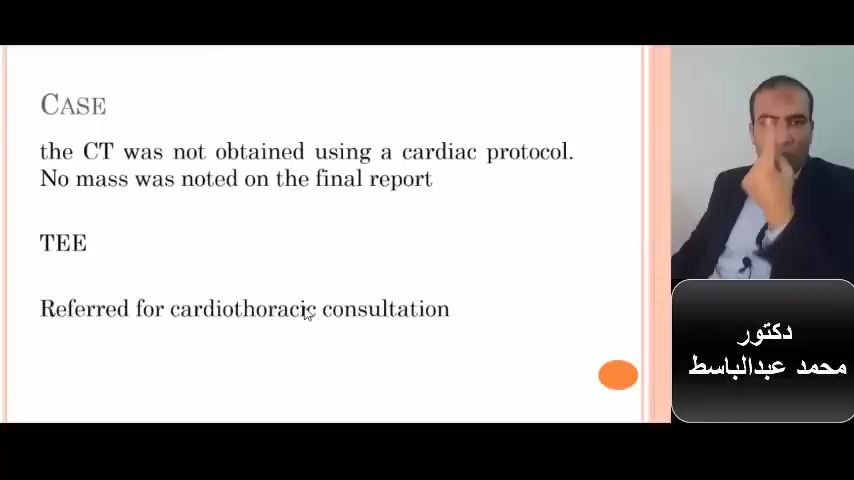 CASE
the CT was not obtained using a cardiac protocol.
No mass was noted on the final report
TEE
Referred for cardiothoracic consultation
دكتور
محمد عبدالباسط